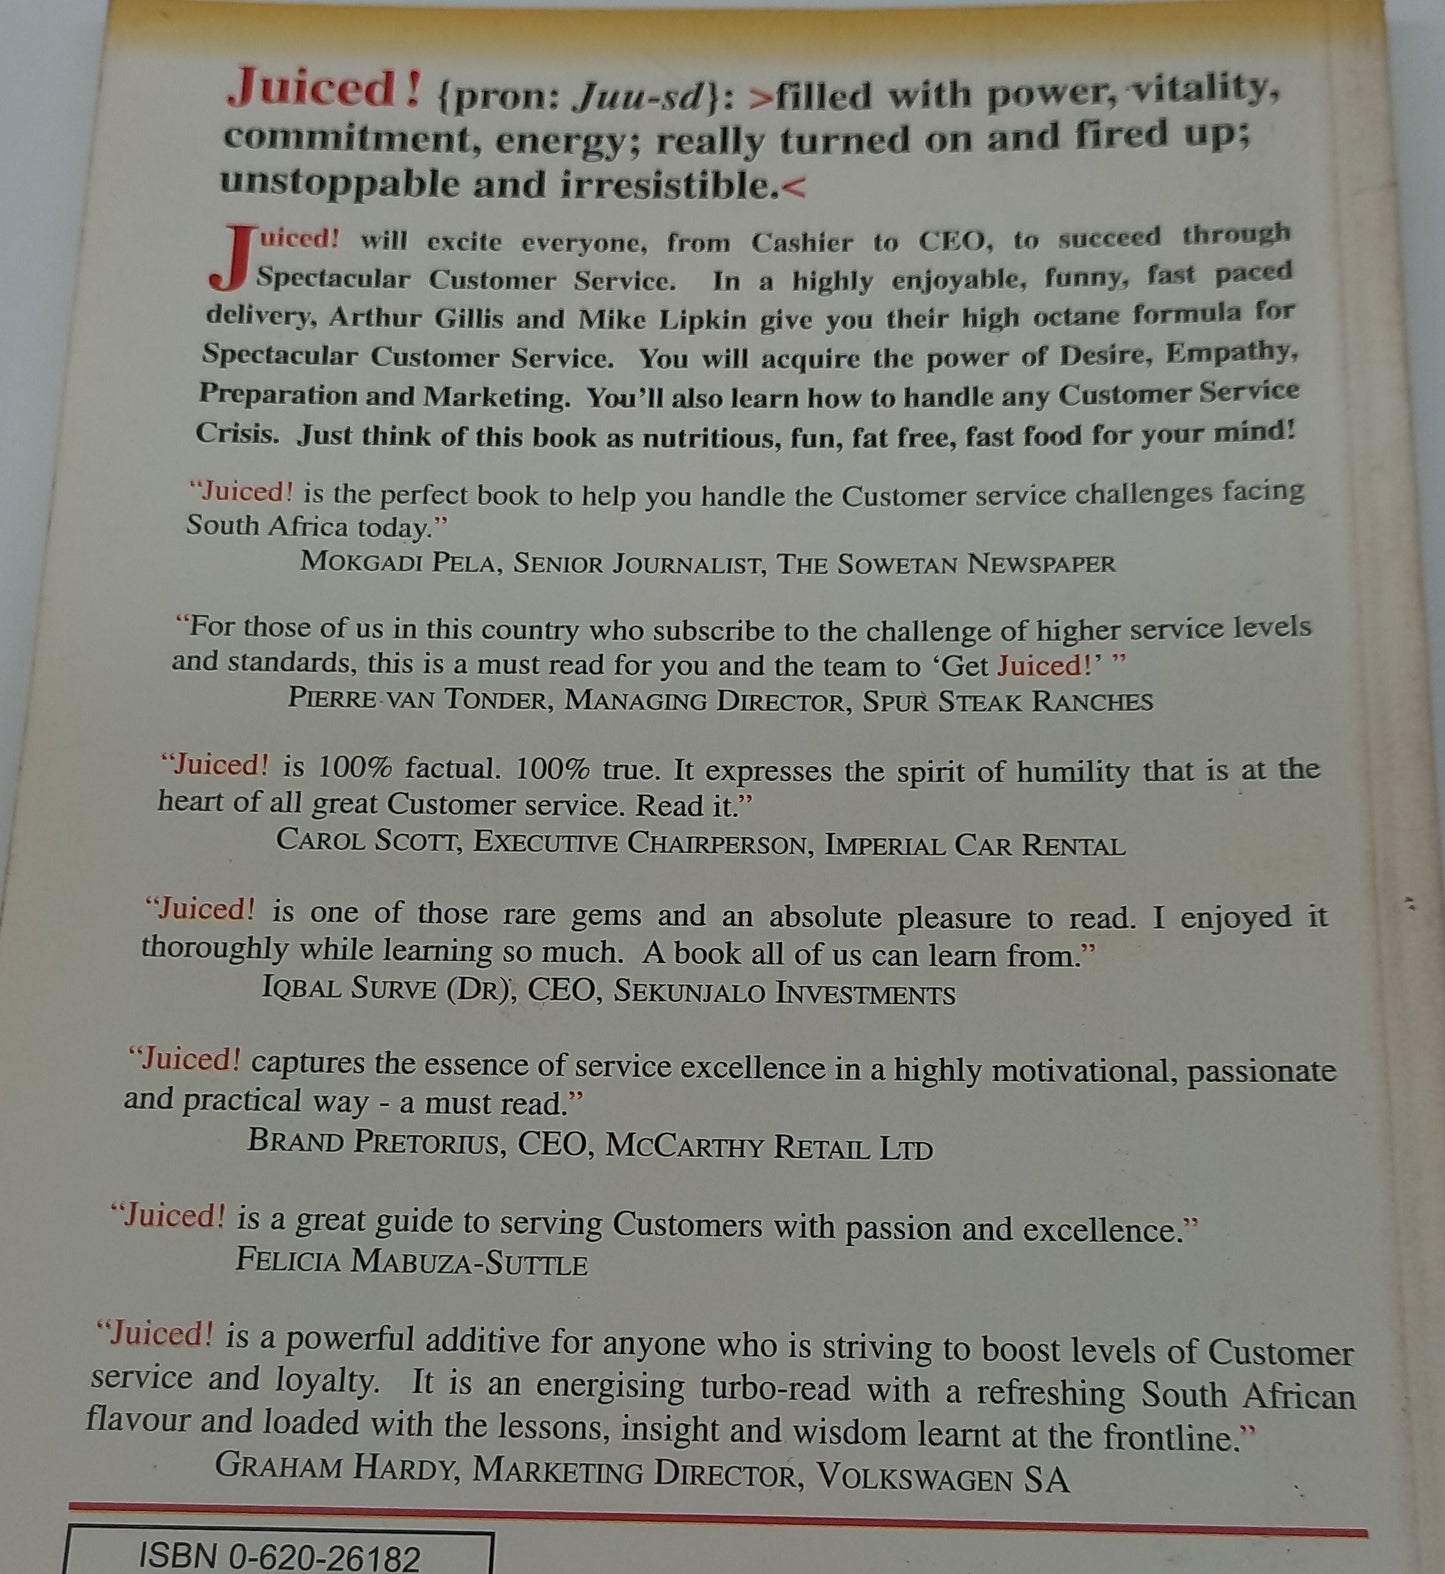 Juiced! {pron: Juu-sd}: >filled with power, vitality,
commitment, energy; really turned on and fired up;
unstoppable and irresistible.<
Juiced! will excite everyone, from Cashier to CEO, to succeed through
Spectacular Customer Service. In a highly enjoyable, funny, fast paced
delivery, Arthur Gillis and Mike Lipkin give you their high octane formula for
Spectacular Customer Service. You will acquire the power of Desire, Empathy,
Preparation and Marketing. You'll also learn how to handle any Customer Service
Crisis. Just think of this book as nutritious, fun, fat free, fast food for your mind!
“Juiced! is the perfect book to help you handle the Customer service challenges facing
South Africa today.”
MOKGADI PELA, SENIOR JOURNALIST, THE SOWETAN NEWSPAPER
“For those of us in this country who subscribe to the challenge of higher service levels
and standards, this is a must read for you and the team to ‘Get Juiced!’ ”
PIERRE VAN TONDER, MANAGING DIRECTOR, SPUR STEAK RANCHES
“Juiced! is 100% factual. 100% true. It expresses the spirit of humility that is at the
heart of all great Customer service. Read it.”
CAROL SCOTT, EXECUTIVE CHAIRPERSON, IMPERIAL CAR RENTAL
“Juiced! is one of those rare gems and an absolute pleasure to read. I enjoyed it
thoroughly while learning so much. A book all of us can learn from.”
IQBAL SURVE (DR), CEO, SEKUNJALO INVESTMENTS
“Juiced! captures the essence of service excellence in a highly motivational, passionate
and practical way - a must read.”
BRAND PRETORIUS, CEO, MCCARTHY RETAIL LTD
“Juiced! is a great guide to serving Customers with passion and excellence.”
FELICIA MABUZA-SUTTLE
“Juiced! is a powerful additive for anyone who is striving to boost levels of Customer
service and loyalty. It is an energising turbo-read with a refreshing South African
flavour and loaded with the lessons, insight and wisdom learnt at the frontline.”
GRAHAM HARDY, MARKETING DIRECTOR, VOLKSWAGEN SA
ISBN 0-620-26182